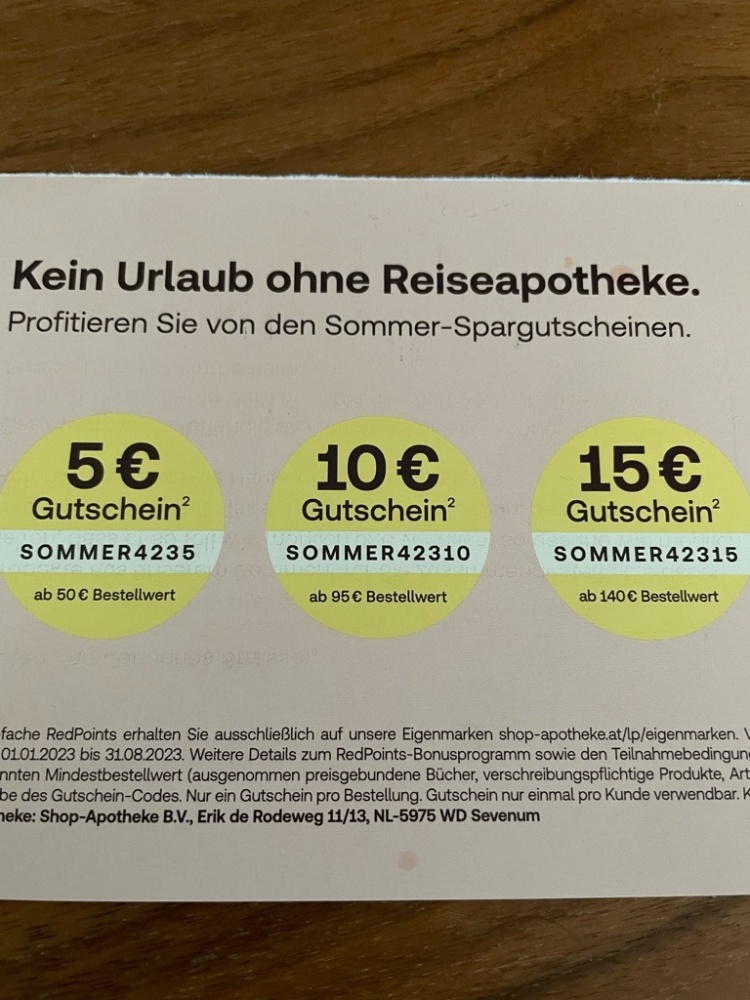 Kein Urlaub ohne Reiseapotheke.
Profitieren Sie von den Sommer-Spargutscheinen.
5 €
Gutschein²
SOMMER4235
ab 50 € Bestellwert
10 €
Gutschein²
SOMMER42310
ab 95 € Bestellwert
15 €
Gutschein²
SOMMER42315
ab 140 € Bestellwert
fache RedPoints erhalten Sie ausschließlich auf unsere Eigenmarken shop-apotheke.at/lp/eigenmarken.
01.01.2023 bis 31.08.2023. Weitere Details zum RedPoints-Bonusprogramm sowie den Teilnahmebedingun
nnten Mindestbestellwert (ausgenommen preisgebundene Bücher, verschreibungspflichtige Produkte, Art
be des Gutschein-Codes. Nur ein Gutschein pro Bestellung. Gutschein nur einmal pro Kunde verwendbar. K
heke: Shop-Apotheke B.V., Erik de Rodeweg 11/13, NL-5975 WD Sevenum